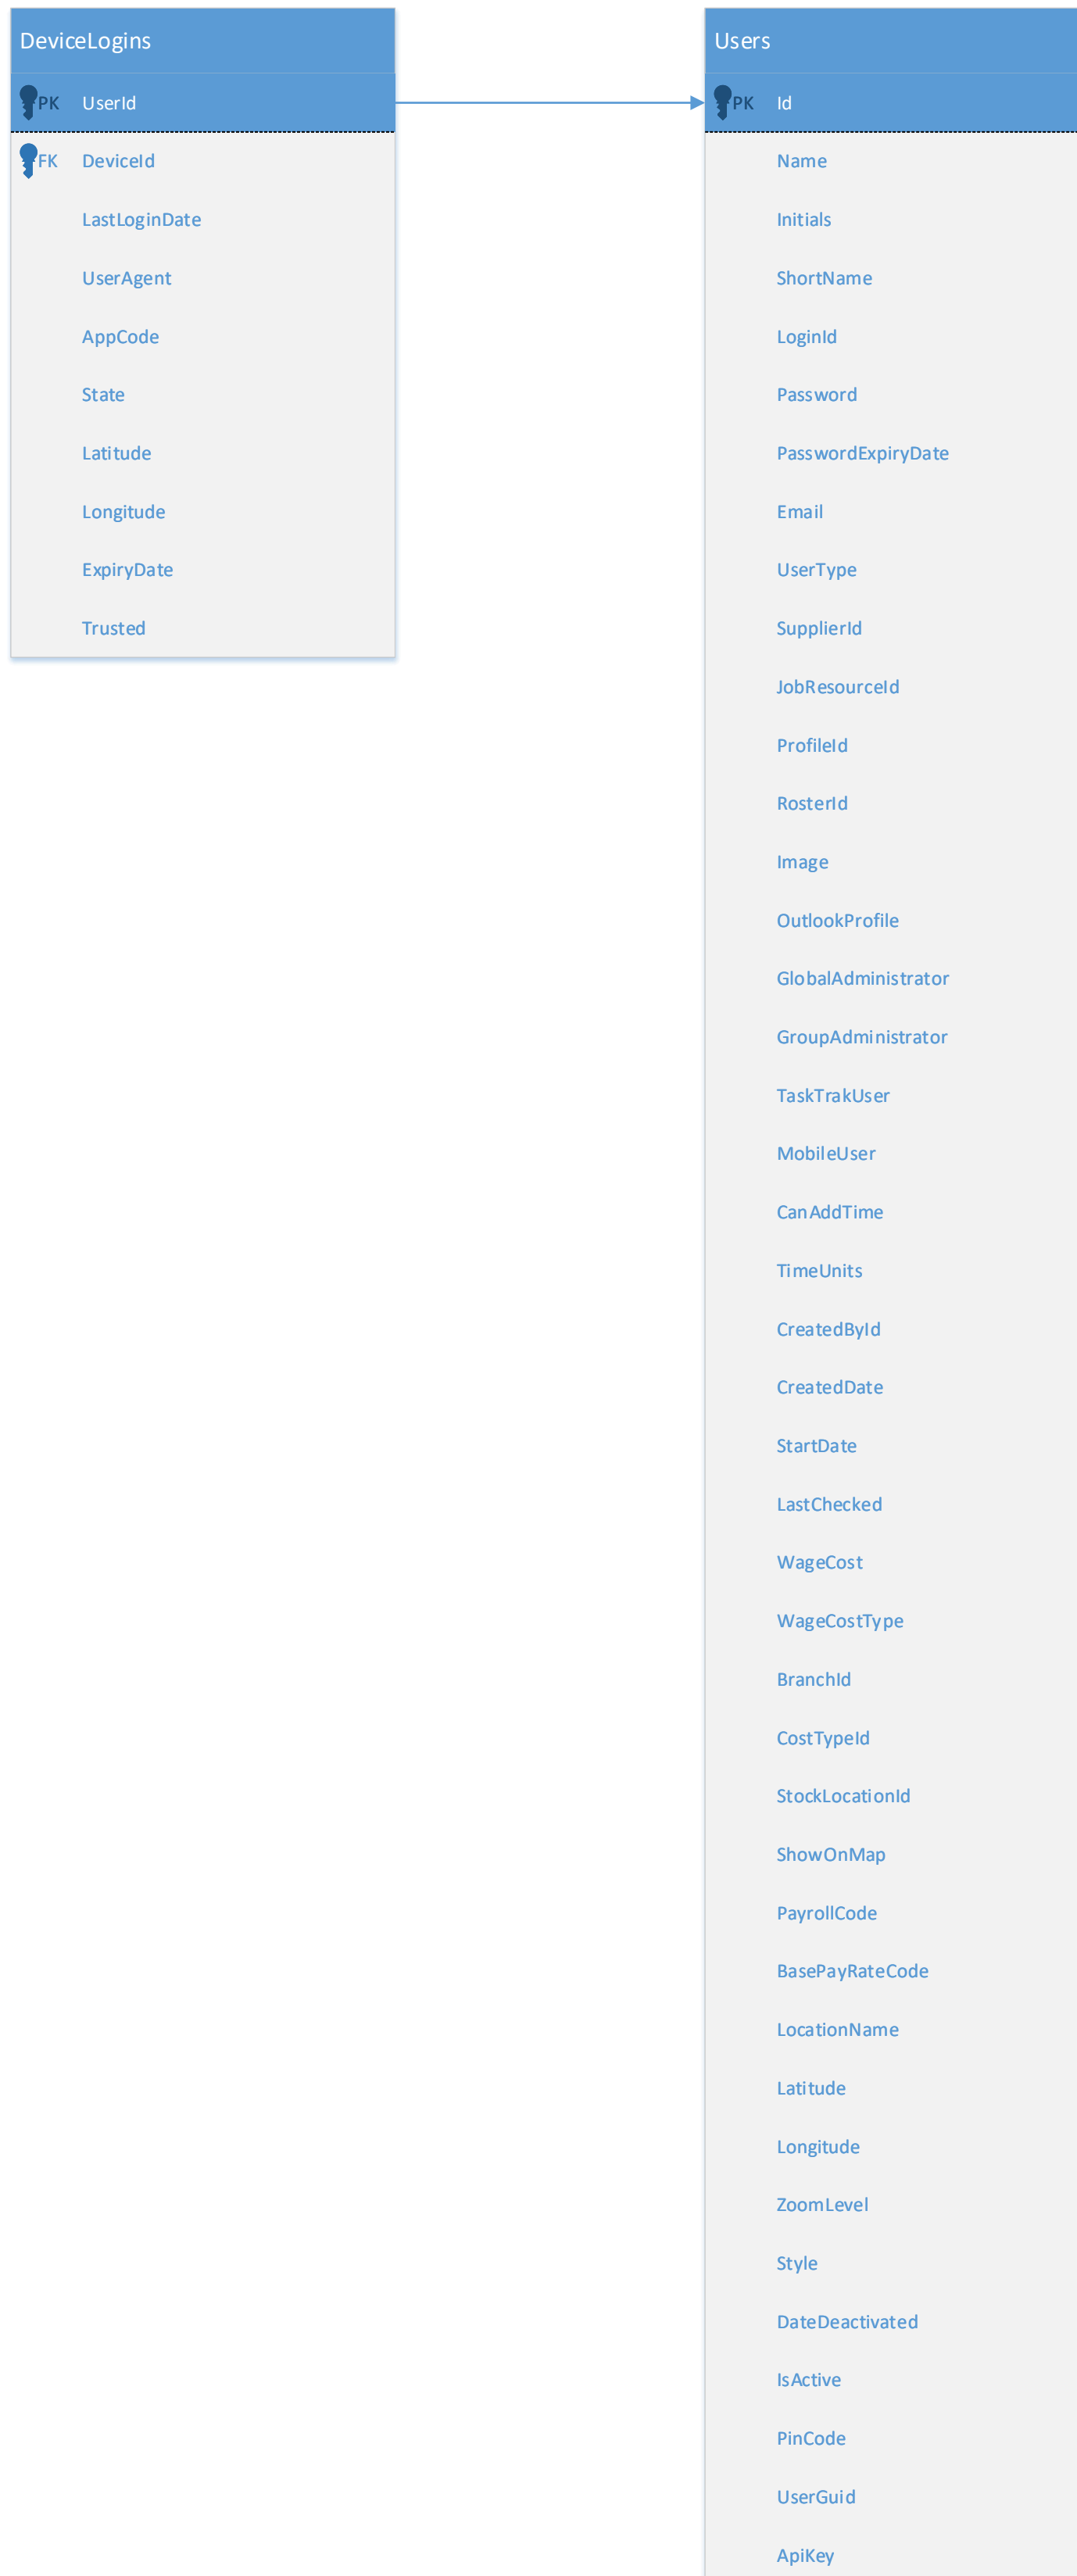 DeviceLogins
PK UserId
FK DeviceId
LastLoginDate
UserAgent
AppCode
State
Latitude
Longitude
ExpiryDate
Trusted
Users
PK Id
Name
Initials
ShortName
LoginId
Password
PasswordExpiryDate
Email
UserType
SupplierId
JobResourceId
ProfileId
RosterId
Image
OutlookProfile
GlobalAdministrator
GroupAdministrator
TaskTrakUser
MobileUser
CanAddTime
TimeUnits
CreatedById
CreatedDate
StartDate
LastChecked
WageCost
WageCostType
BranchId
CostTypeId
StockLocationId
ShowOnMap
PayrollCode
BasePayRateCode
LocationName
Latitude
Longitude
ZoomLevel
Style
DateDeactivated
IsActive
PinCode
UserGuid
ApiKey